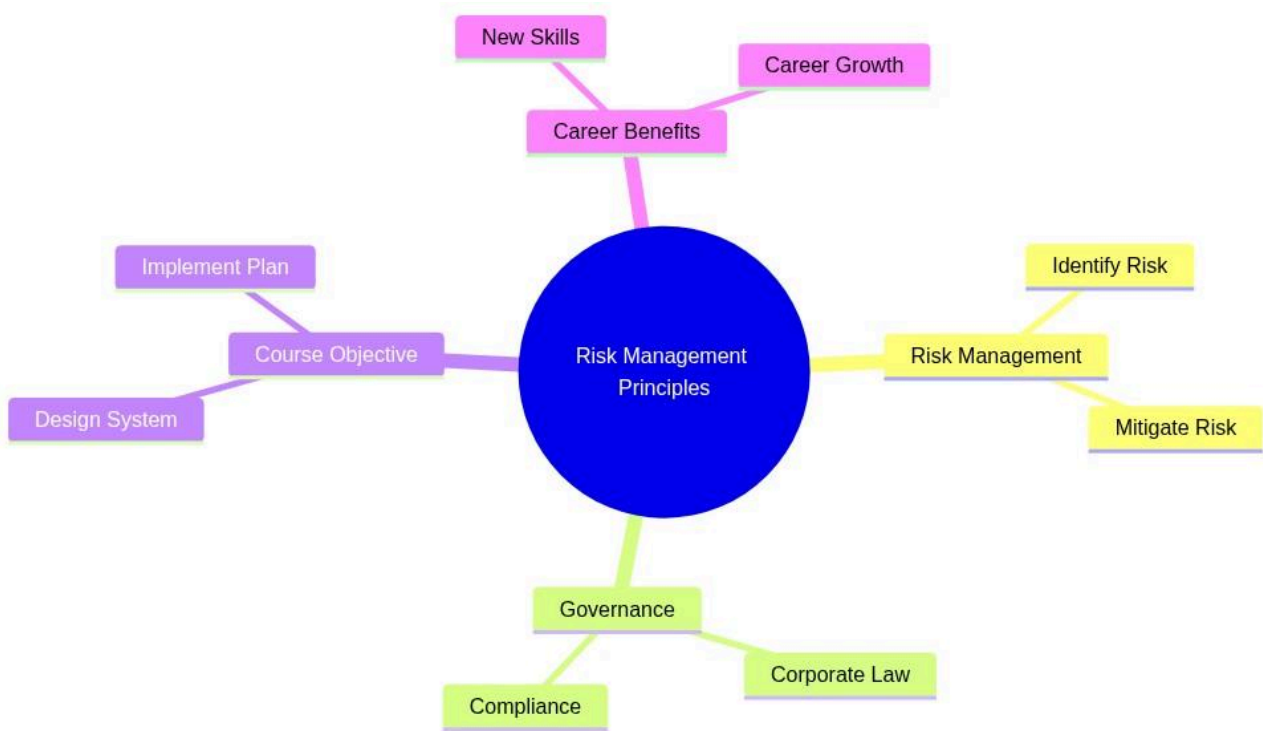 New Skills
Career Growth
Career Benefits
Implement Plan
Identify Risk
Course Objective
Risk Management
Principles
Risk Management
Design System
Mitigate Risk
Governance
Corporate Law
Compliance